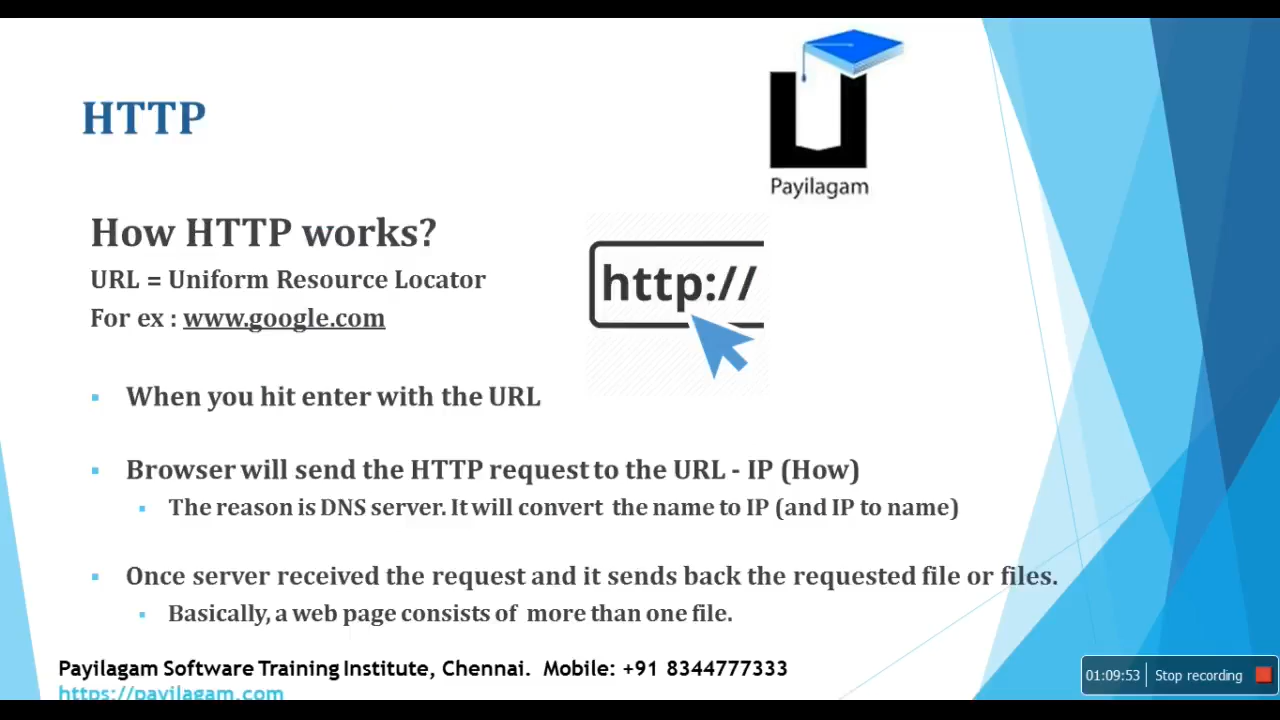 HTTP
Payilagam
How HTTP works?
URL = Uniform Resource Locator
For ex : www.google.com
http://
When you hit enter with the URL
Browser will send the HTTP request to the URL - IP (How)
The reason is DNS server. It will convert the name to IP (and IP to name)
Once server received the request and it sends back the requested file or files.
Basically, a web page consists of more than one file.
Payilagam Software Training Institute, Chennai. Mobile: +91 8344777333
https://payilagam.com
01:09:53 Stop recording